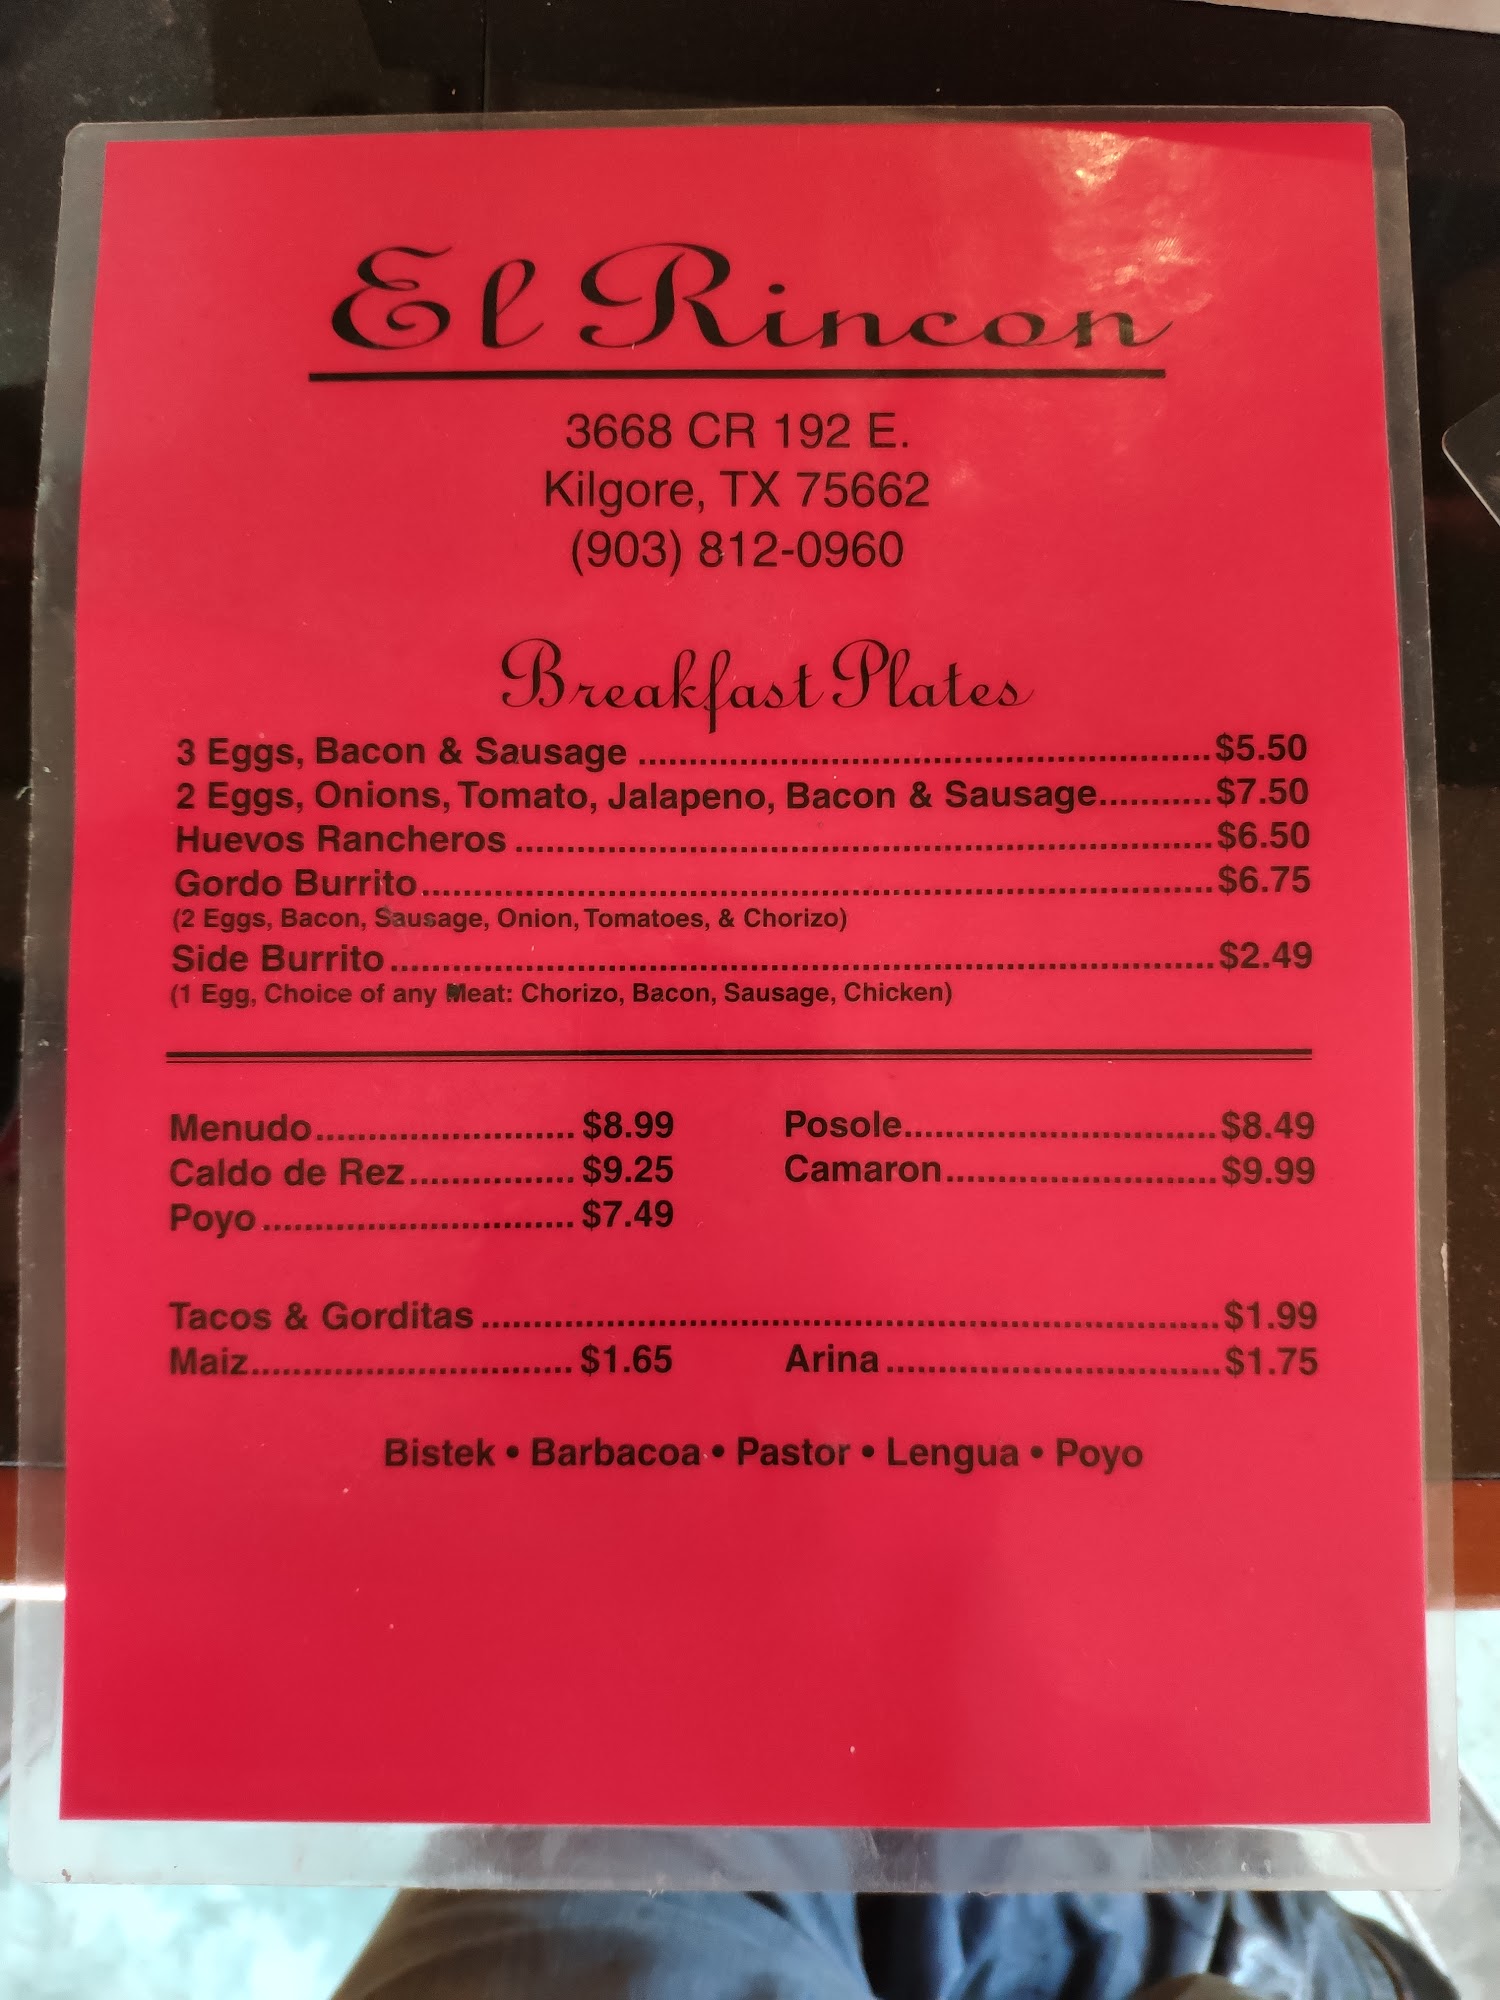 El Rincon
3668 CR 192 E.
Kilgore, TX 75662
(903) 812-0960
Breakfast Plates
3 Eggs, Bacon & Sausage ........ $5.50
2 Eggs, Onions, Tomato, Jalapeno, Bacon & Sausage........ $7.50
Huevos Rancheros ........ $6.50
Gordo Burrito........ $6.75
(2 Eggs, Bacon, Sausage, Onion, Tomatoes, & Chorizo)
Side Burrito ........ $2.49
(1 Egg, Choice of any Meat: Chorizo, Bacon, Sausage, Chicken)
Menudo........ $8.99 Posole........ $8.49
Caldo de Rez........ $9.25 Camaron........ $9.99
Poyo ........ $7.49
Tacos & Gorditas ........ $1.99
Maiz........ $1.65 Arina ........ $1.75
Bistek • Barbacoa • Pastor • Lengua • Poyo